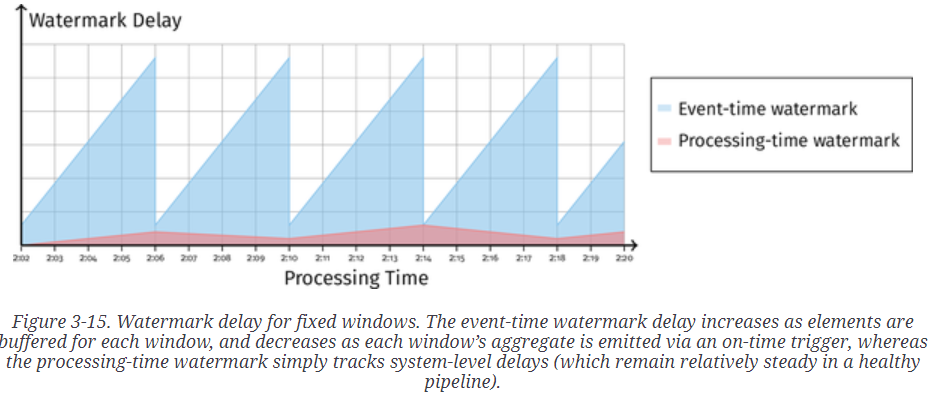 Watermark Delay
Event-time watermark
Processing-time watermark
2:02 2:03 2:04 2:05 2:06 2:07 2:08 2:09 2:10 2:11 2:12 2:13 2:14 2:15 2:16 2:17 2:18 2:19 2:20
Processing Time
Figure 3-15. Watermark delay for fixed windows. The event-time watermark delay increases as elements are
buffered for each window, and decreases as each window's aggregate is emitted via an on-time trigger, whereas
the processing-time watermark simply tracks system-level delays (which remain relatively steady in a healthy
pipeline).